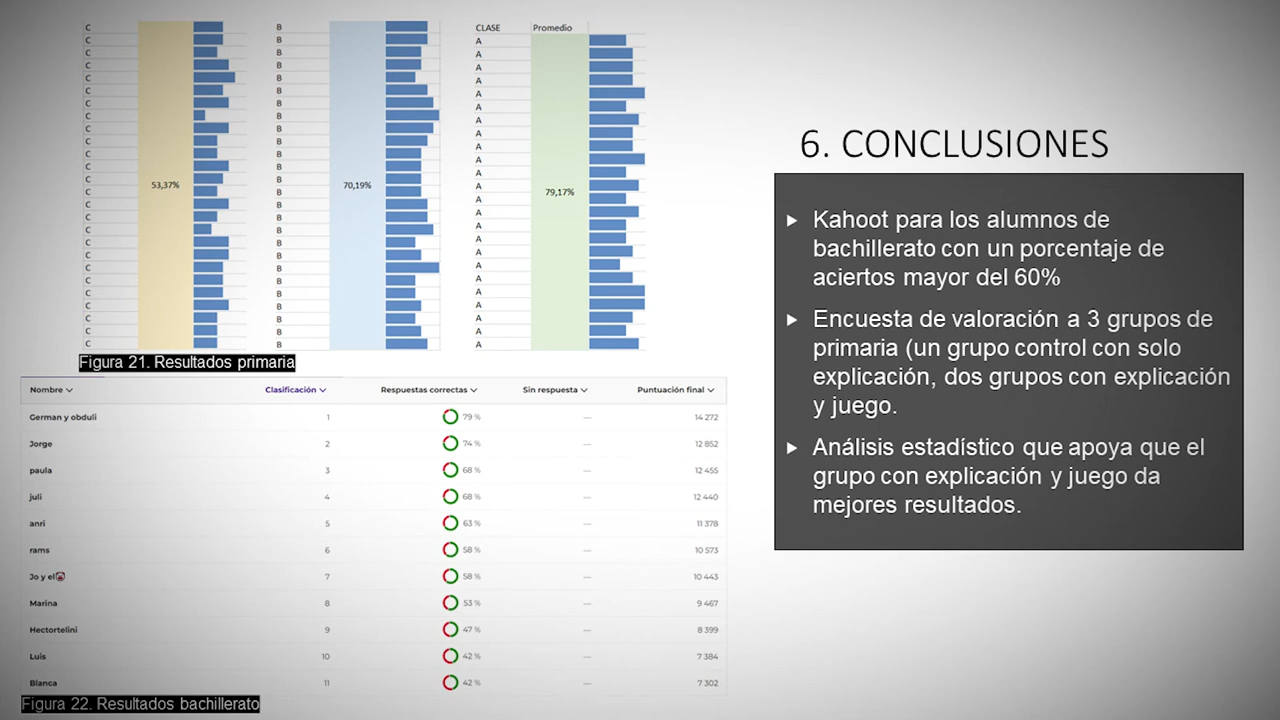 C B CLASE Promedio
C B A
C B A
C B A
C B A
C B A
C B A
C B A
C B A
C B A
C B A
C B A
C 53,37% B 70,19% A 79,17%
C B A
C B A
C B A
C B A
C B A
C B A
C B A
C B A
C B A
C B A
C B A
C B A
C B A
Figura 21. Resultados primaria
Nombre Clasificación Respuestas correctas Sin respuesta Puntuación final
German y obduli 1 79 % — 14 272
Jorge 2 74 % — 12 852
paula 3 68 % — 12 455
juli 4 68 % — 12 440
anri 5 63 % — 11 378
rams 6 58 % — 10 573
Jo y el 7 58 % — 10 443
Marina 8 53 % — 9 467
Hectortelini 9 47 % — 8 399
Luis 10 42 % — 7 384
Blanca 11 42 % — 7 302
Figura 22. Resultados bachillerato
6. CONCLUSIONES
Kahoot para los alumnos de
bachillerato con un porcentaje de
aciertos mayor del 60%
Encuesta de valoración a 3 grupos de
primaria (un grupo control con solo
explicación, dos grupos con explicación
y juego.
Análisis estadístico que apoya que el
grupo con explicación y juego da
mejores resultados.